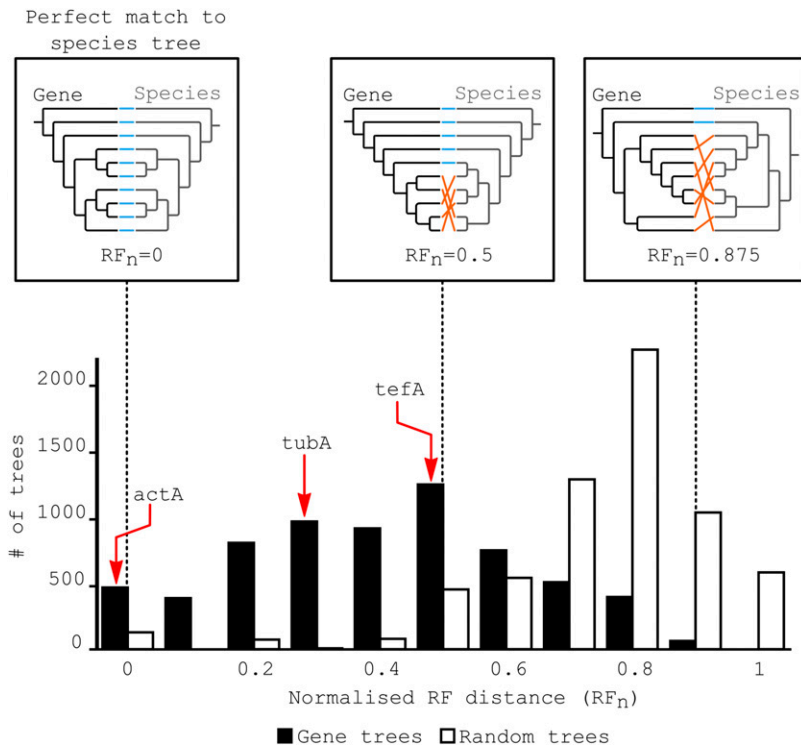 Perfect match to
species tree
Gene Species
RFn=0
Gene Species
RFn=0.5
Gene Species
RFn=0.875
# of trees
2000
1500
1000
500
0
actA
tubA
tefA
0 0.2 0.4 0.6 0.8 1
Normalised RF distance (RFn)
Gene trees Random trees